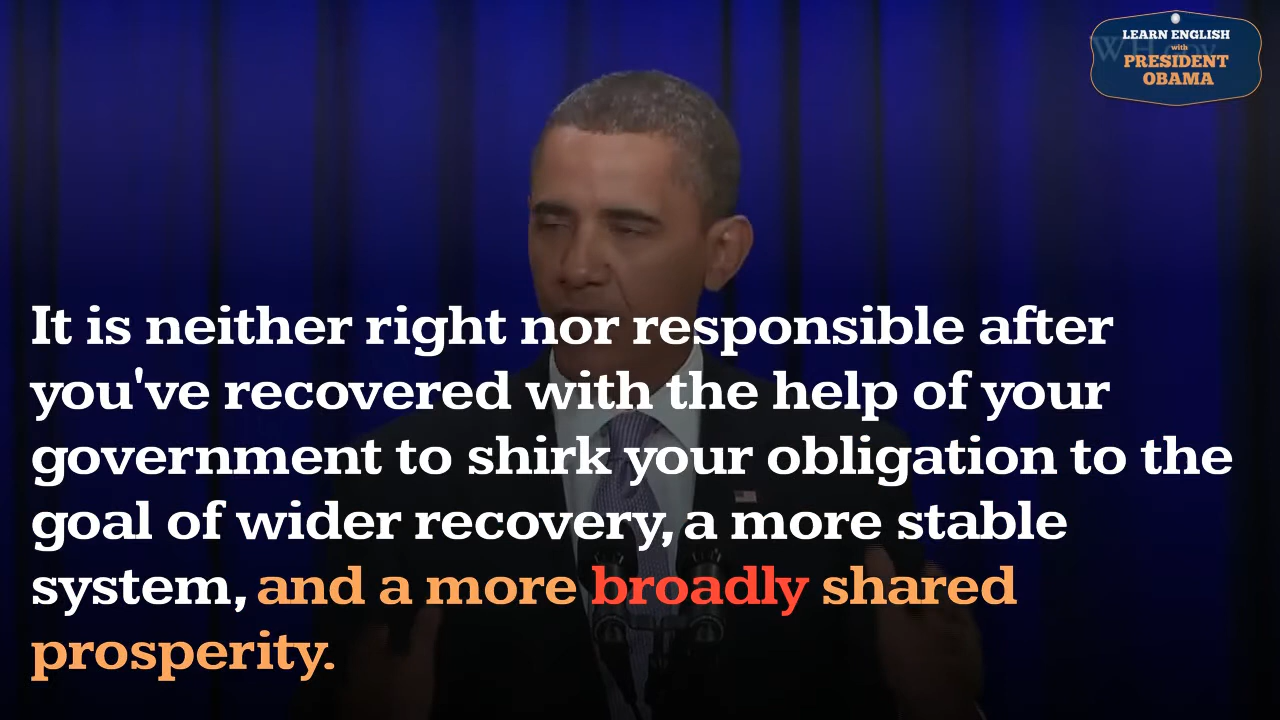 LEARN ENGLISH
with
PRESIDENT
OBAMA
It is neither right nor responsible after
you've recovered with the help of your
government to shirk your obligation to the
goal of wider recovery, a more stable
system, and a more broadly shared
prosperity.